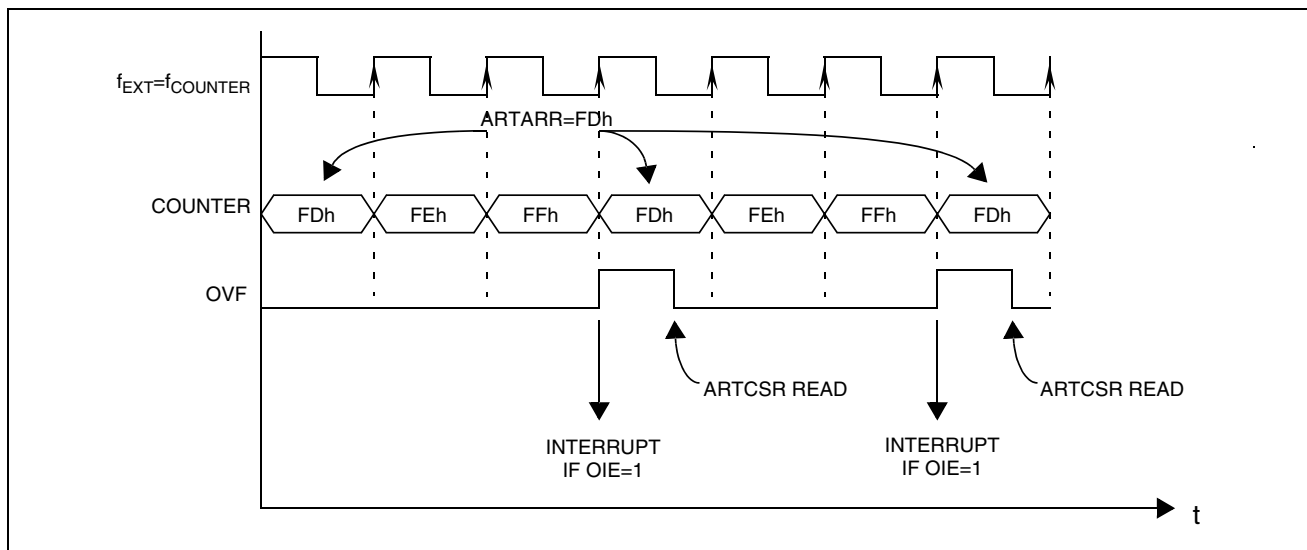 fEXT=fCOUNTER
ARTARR=FDh
COUNTER
FDh
FEh
FFh
FDh
FEh
FFh
FDh
OVF
ARTCSR READ
ARTCSR READ
INTERRUPT
IF OIE=1
INTERRUPT
IF OIE=1
t